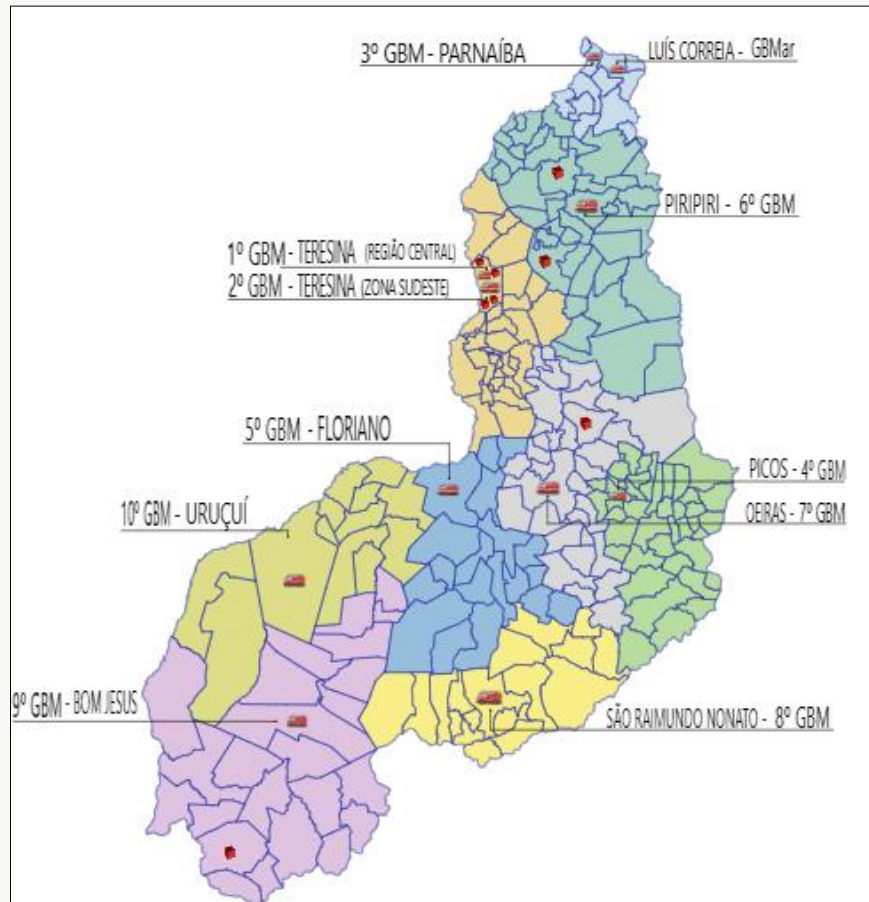 3º GBM - PARNAÍBA
LUÍS CORREIA - GBMar
PIRIPIRI - 6º GBM
1º GBM - TERESINA (REGIÃO CENTRAL)
2º GBM - TERESINA (ZONA SUDESTE)
5º GBM - FLORIANO
PICOS - 4º GBM
10º GBM - URUÇUÍ
OEIRAS - 7º GBM
9º GBM - BOM JESUS
SÃO RAIMUNDO NONATO - 8º GBM